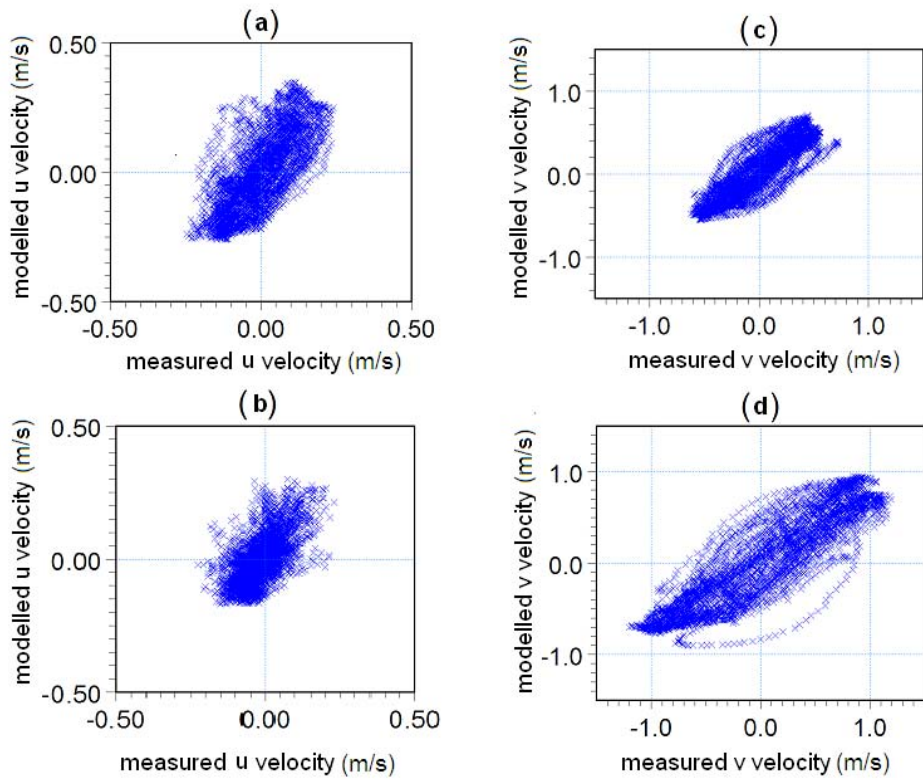 (a)
0.50
0.00
-0.50
modelled u velocity (m/s)
-0.50
0.00
0.50
measured u velocity (m/s)
(c)
1.0
0.0
-1.0
modelled v velocity (m/s)
-1.0
0.0
1.0
measured v velocity (m/s)
(b)
0.50
0.00
-0.50
modelled u velocity (m/s)
-0.50
0.00
0.50
measured u velocity (m/s)
(d)
1.0
0.0
-1.0
modelled v velocity (m/s)
-1.0
0.0
1.0
measured v velocity (m/s)